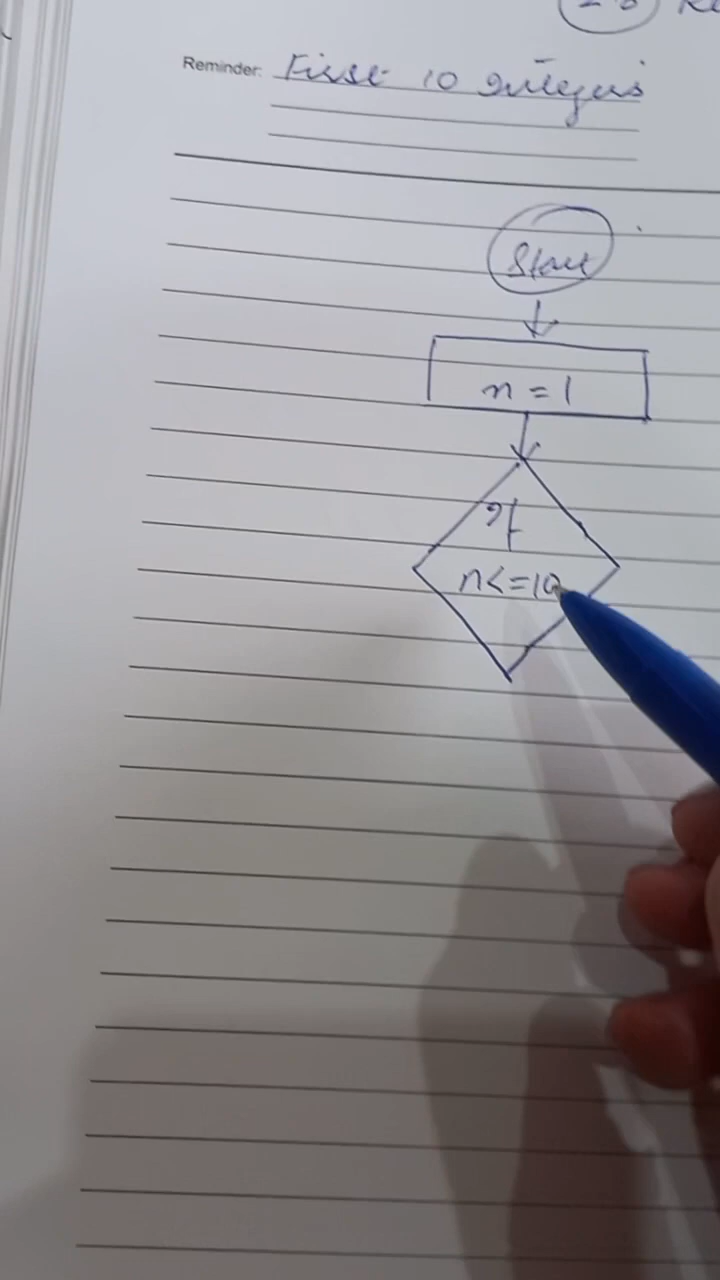 Reminder: First 10 Integers
Start
n = 1
If
n<=10